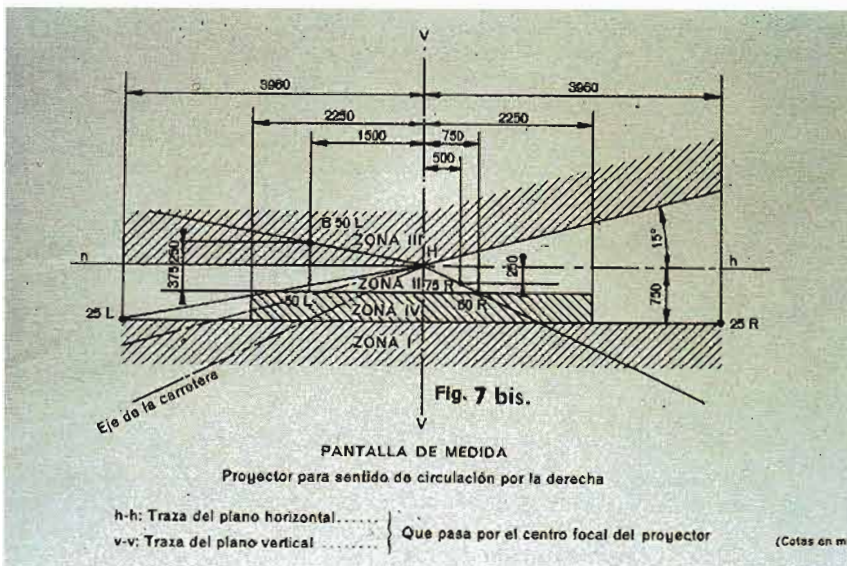 V
3960 3960
2250 2250
1500 750
500
B 50 L
ZONA III
H
15°
250
375
250
h h
750
ZONA II
75 R
50 L
50 R
ZONA IV
25 L
25 R
ZONA I
Eje de la carretera
Fig. 7 bis.
V
PANTALLA DE MEDIDA
Proyector para sentido de circulación por la derecha
h-h: Traza del plano horizontal......
v-v: Traza del plano vertical ........
Que pasa por el centro focal del proyector
(Cotas en m